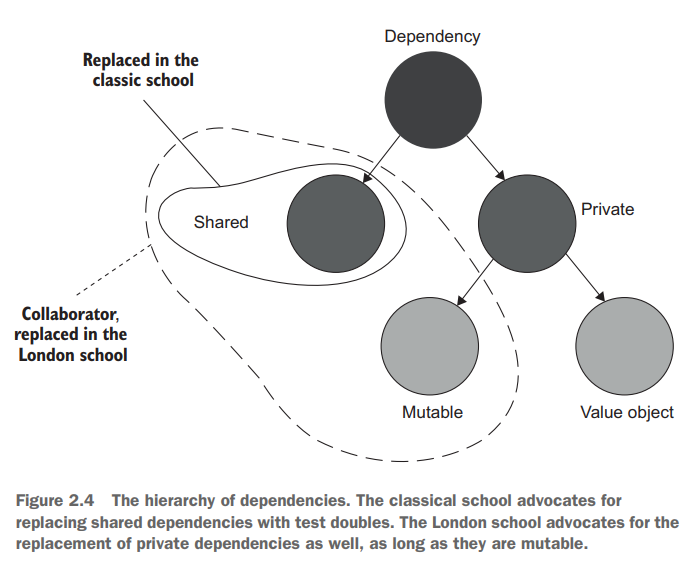 Dependency
Replaced in the
classic school
Shared
Private
Collaborator,
replaced in the
London school
Mutable
Value object
Figure 2.4 The hierarchy of dependencies. The classical school advocates for
replacing shared dependencies with test doubles. The London school advocates for the
replacement of private dependencies as well, as long as they are mutable.